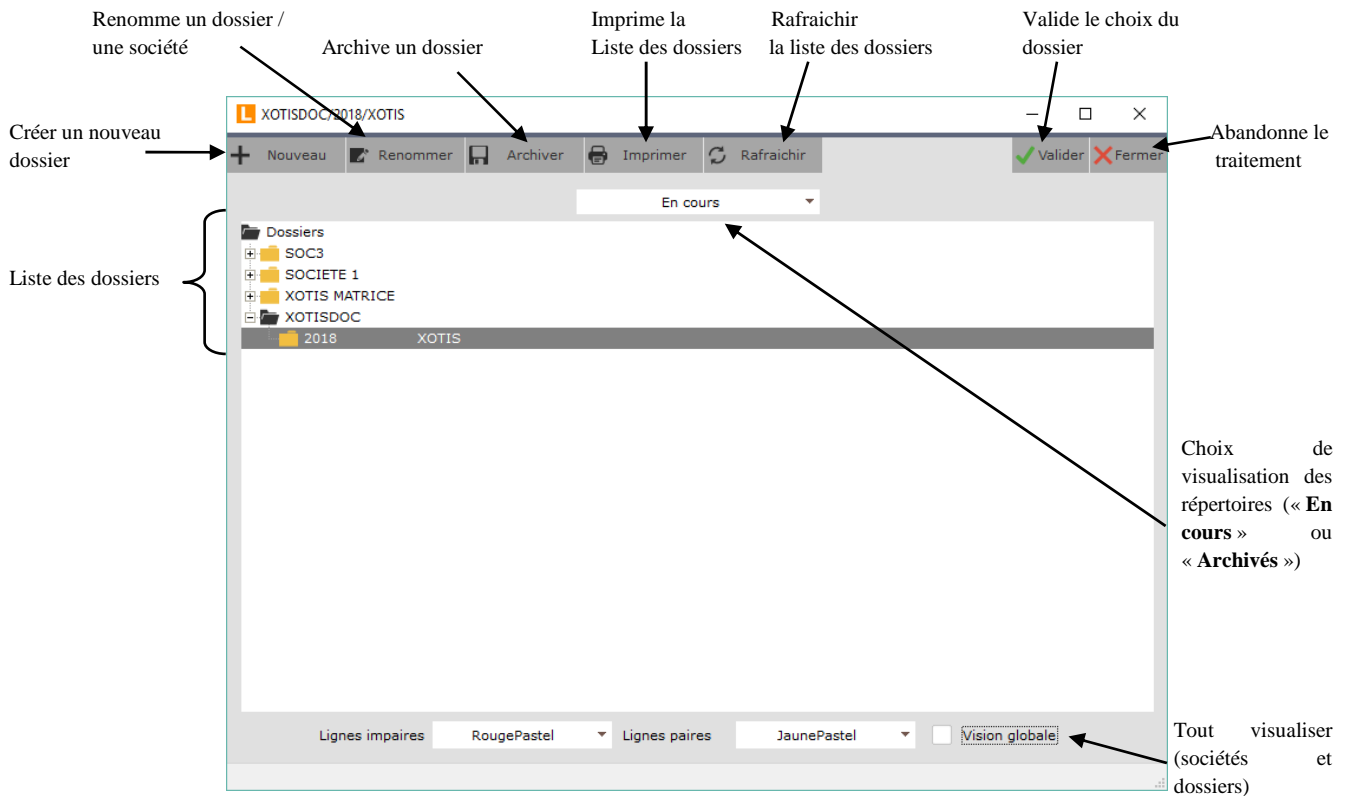 Renomme un dossier /
une société
Archive un dossier
Imprime la
Liste des dossiers
Rafraichir
la liste des dossiers
Valide le choix du
dossier
Créer un nouveau
dossier
Abandonne le
traitement
XOTISDOC/2018/XOTIS
Nouveau Renommer Archiver Imprimer Rafraichir Valider Fermer
En cours
Liste des dossiers
Dossiers
SOC3
SOCIETE 1
XOTIS MATRICE
XOTISDOC
2018 XOTIS
Choix de
visualisation des
répertoires (« En
cours » ou
« Archivés »)
Lignes impaires RougePastel Lignes paires JaunePastel Vision globale
Tout visualiser
(sociétés et
dossiers)